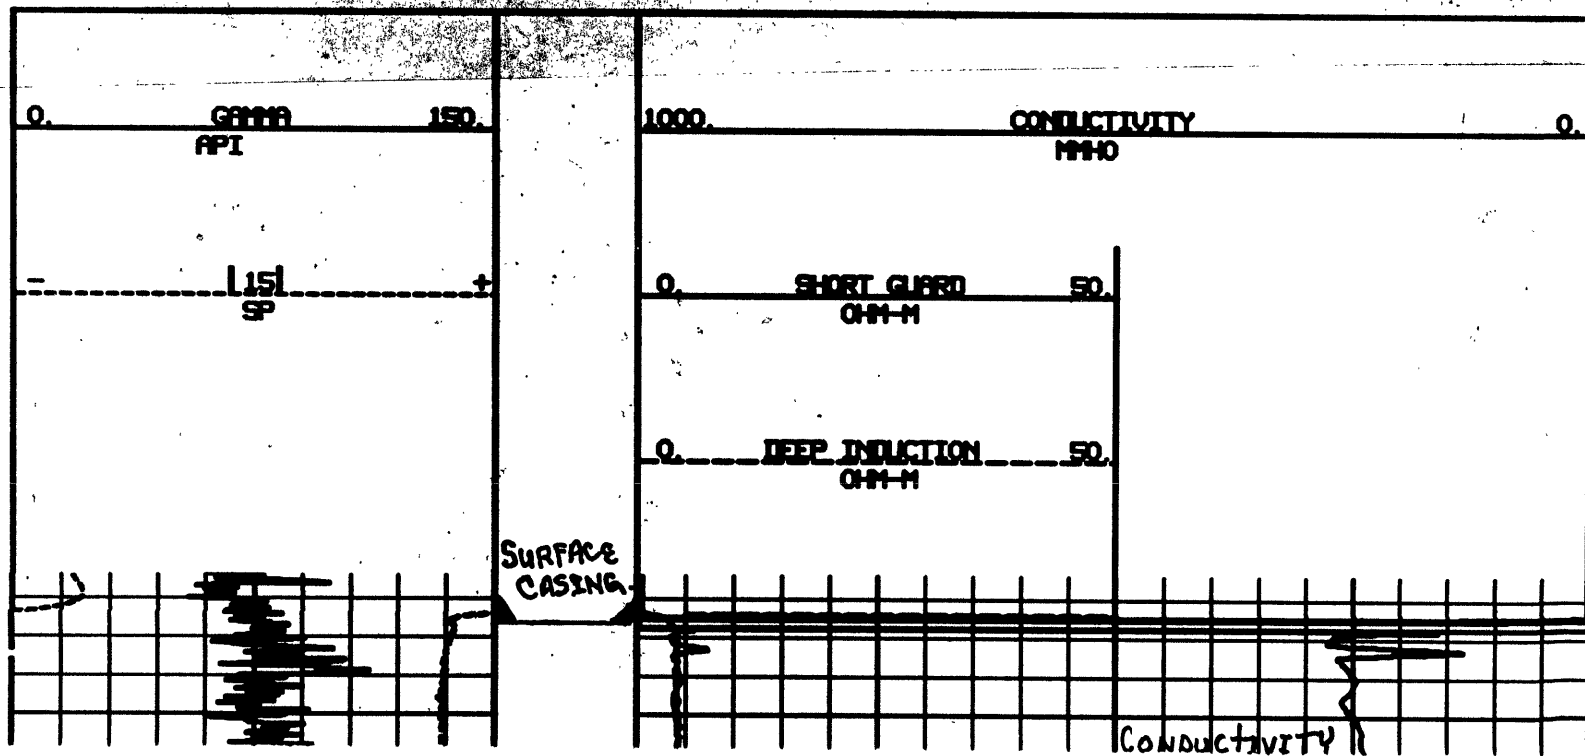 0. GAMMA 150. 1000. CONDUCTIVITY 0.
API MMHO
- |15| + 0. SHORT GUARD 50.
SP OHM-M
0. DEEP INDUCTION 50.
OHM-M
SURFACE
CASING
CONDUCTIVITY